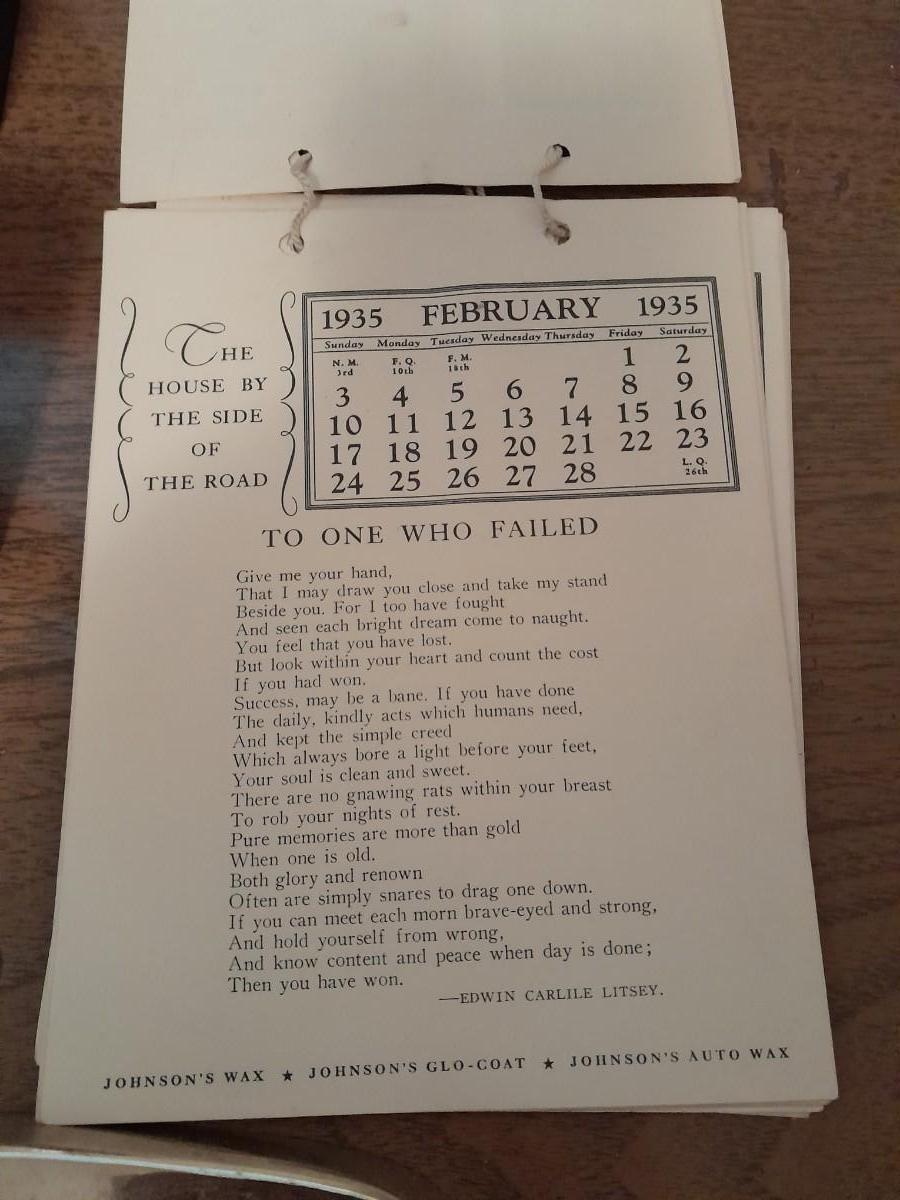 THE
HOUSE BY
THE SIDE
OF
THE ROAD
1935 FEBRUARY 1935
Sunday Monday Tuesday Wednesday Thursday Friday Saturday
N. M. 3rd F. Q. 10th F. M. 18th 1 2
3 4 5 6 7 8 9
10 11 12 13 14 15 16
17 18 19 20 21 22 23
24 25 26 27 28 L. Q. 26th
TO ONE WHO FAILED
Give me your hand,
That I may draw you close and take my stand
Beside you. For I too have fought
And seen each bright dream come to naught.
You feel that you have lost.
But look within your heart and count the cost
If you had won.
Success, may be a bane. If you have done
The daily, kindly acts which humans need,
And kept the simple creed
Which always bore a light before your feet,
Your soul is clean and sweet.
There are no gnawing rats within your breast
To rob your nights of rest.
Pure memories are more than gold
When one is old.
Both glory and renown
Often are simply snares to drag one down.
If you can meet each morn brave-eyed and strong,
And hold yourself from wrong,
And know content and peace when day is done;
Then you have won.
—EDWIN CARLILE LITSEY.
JOHNSON'S WAX ★ JOHNSON'S GLO-COAT ★ JOHNSON'S AUTO WAX